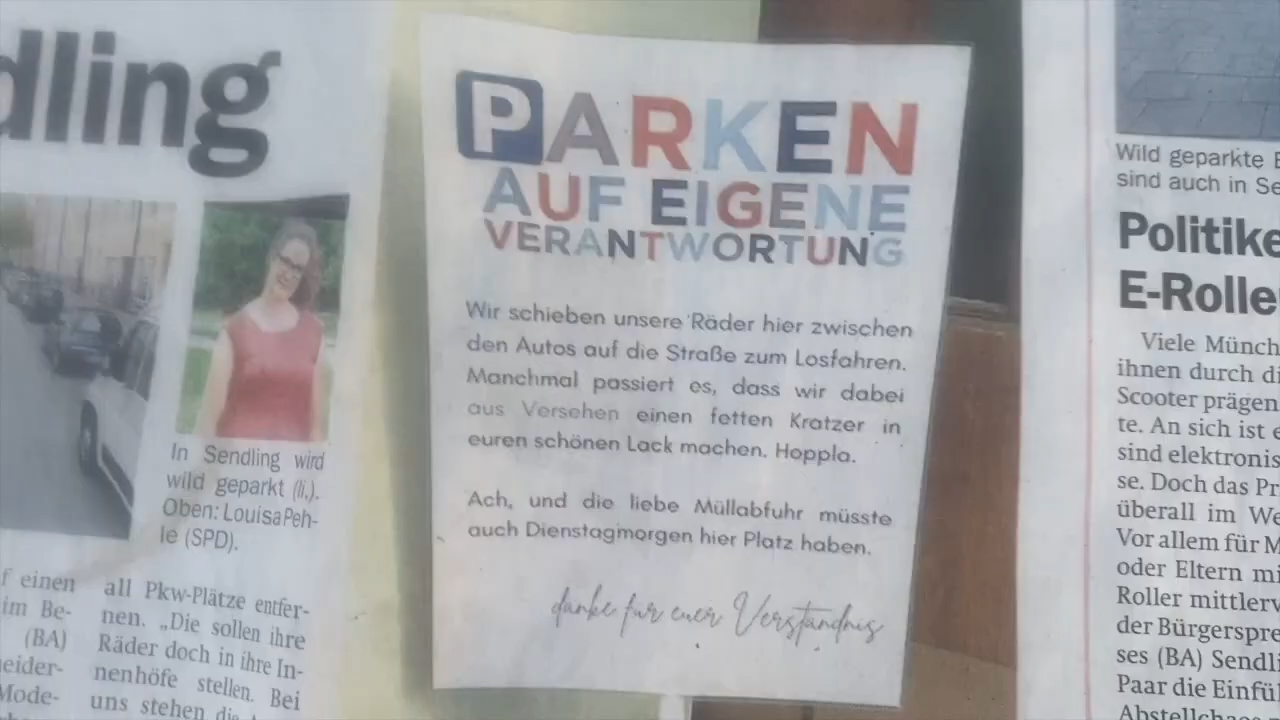 dling
In Sendling wird
wild geparkt (li.).
Oben: Louisa Peh-
le (SPD).
f einen
im Be-
(BA)
neider-
Mode-
all Pkw-Plätze entfer-
nen. „Die sollen ihre
Räder doch in ihre In-
nenhöfe stellen. Bei
uns stehen die
PARKEN
AUF EIGENE
VERANTWORTUNG
Wir schieben unsere Räder hier zwischen
den Autos auf die Straße zum Losfahren.
Manchmal passiert es, dass wir dabei
aus Versehen einen fetten Kratzer in
euren schönen Lack machen. Hoppla.
Ach, und die liebe Müllabfuhr müsste
auch Dienstagmorgen hier Platz haben.
danke für euer Verständnis
Wild geparkte E
sind auch in Se
Politike
E-Rolle
Viele Münch
ihnen durch di
Scooter prägen
te. An sich ist e
sind elektronis
se. Doch das Pr
überall im We
Vor allem für M
oder Eltern mi
Roller mittlerv
der Bürgerspre
ses (BA) Sendli
Paar die Einfü
Abstellchaos